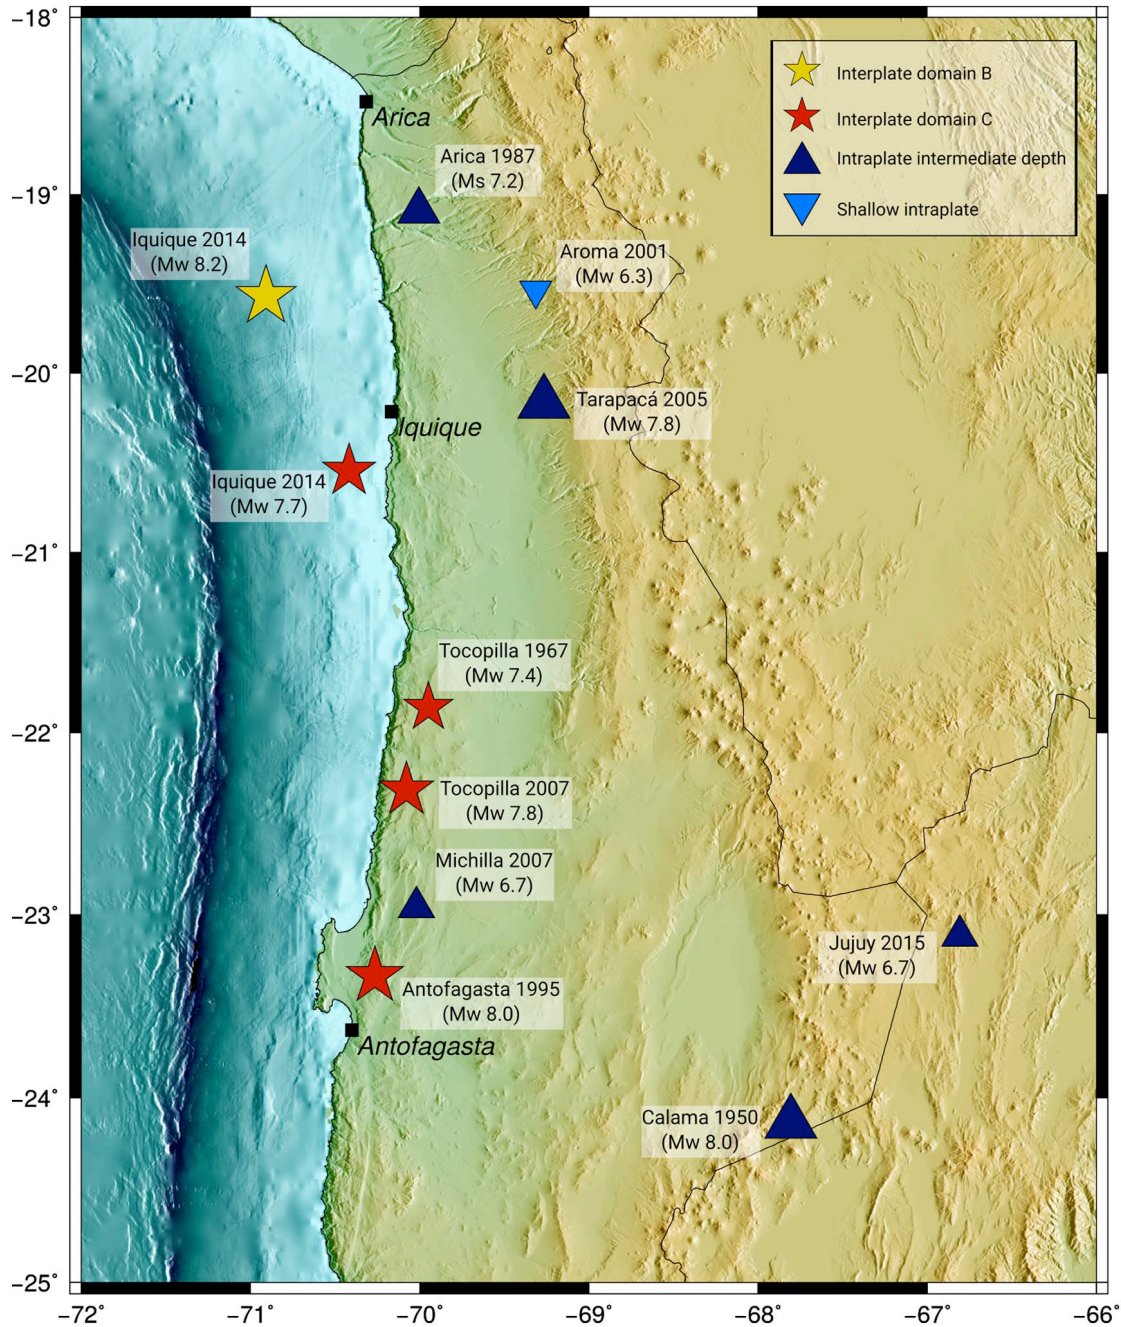 −18˚
−19˚
−20˚
−21˚
−22˚
−23˚
−24˚
−25˚
−72˚
−71˚
−70˚
−69˚
−68˚
−67˚
−66˚
Interplate domain B
Interplate domain C
Intraplate intermediate depth
Shallow intraplate
Arica
Arica 1987
(Ms 7.2)
Iquique 2014
(Mw 8.2)
Aroma 2001
(Mw 6.3)
Tarapacá 2005
(Mw 7.8)
Iquique
Iquique 2014
(Mw 7.7)
Tocopilla 1967
(Mw 7.4)
Tocopilla 2007
(Mw 7.8)
Michilla 2007
(Mw 6.7)
Jujuy 2015
(Mw 6.7)
Antofagasta 1995
(Mw 8.0)
Antofagasta
Calama 1950
(Mw 8.0)